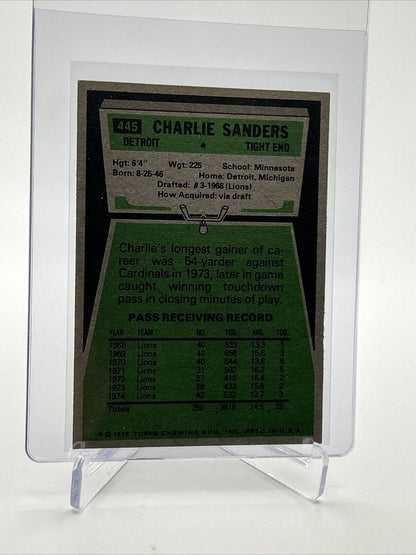 445 CHARLIE SANDERS
DETROIT • TIGHT END
Hgt: 6'4" Wgt: 225 School: Minnesota
Born: 8-25-46 Home: Detroit, Michigan
Drafted: #3-1968 (Lions)
How Acquired: via draft
Charlie's longest gainer of ca-
reer was 54-yarder against
Cardinals in 1973, later in game
caught winning touchdown
pass in closing minutes of play.
PASS RECEIVING RECORD
YEAR TEAM NO. YDS. AVG. TDS.
1968 Lions 40 533 13.3 1
1969 Lions 42 656 15.6 3
1970 Lions 40 544 13.6 6
1971 Lions 31 502 16.2 5
1972 Lions 27 416 15.4 2
1973 Lions 28 433 15.5 2
1974 Lions 42 532 12.7 3
Totals 250 3616 14.5 22
© 1975 TOPPS CHEWING GUM, INC. PRT'D IN U.S.A.